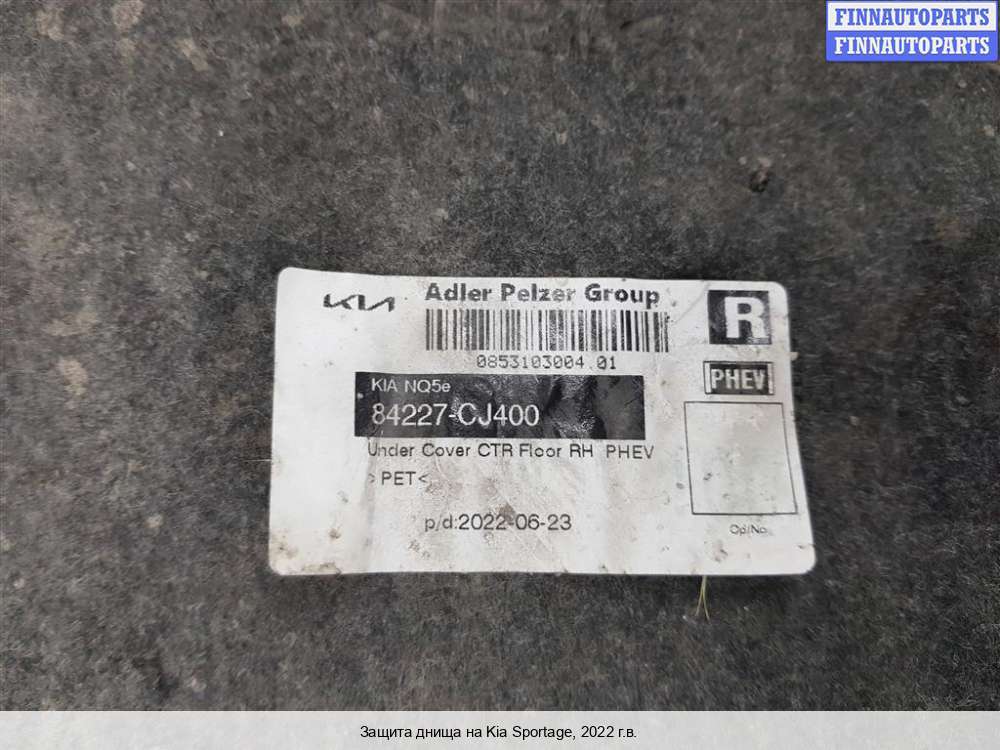 FINNAUTOPARTS
FINNAUTOPARTS
KIA Adler Pelzer Group
R
0853103004.01
PHEV
KIA NQ5e
84227-CJ400
Under Cover CTR Floor RH PHEV
>PET<
p/d:2022-06-23
Op/No.
Защита днища на Kia Sportage, 2022 г.в.